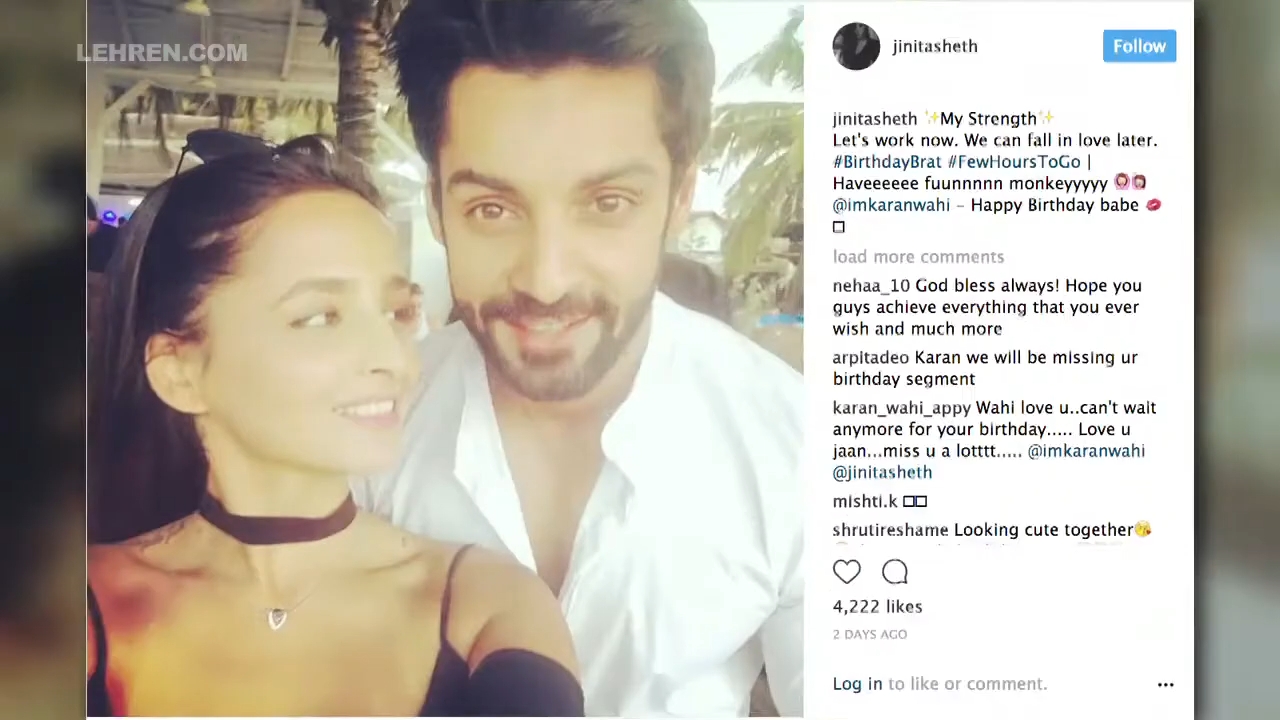 LEHREN.COM
jinitasheth
Follow
jinitasheth ✨My Strength✨
Let's work now. We can fall in love later.
#BirthdayBrat #FewHoursToGo |
Haveeeeee fuunnnnn monkeyyyyy
@imkaranwahi – Happy Birthday babe 💋
load more comments
nehaa_10 God bless always! Hope you
guys achieve everything that you ever
wish and much more
arpitadeo Karan we will be missing ur
birthday segment
karan_wahi_appy Wahi love u..can't wait
anymore for your birthday..... Love u
jaan...miss u a lotttt..... @imkaranwahi
@jinitasheth
mishti.k
shrutireshame Looking cute together😘
4,222 likes
2 DAYS AGO
Log in to like or comment.